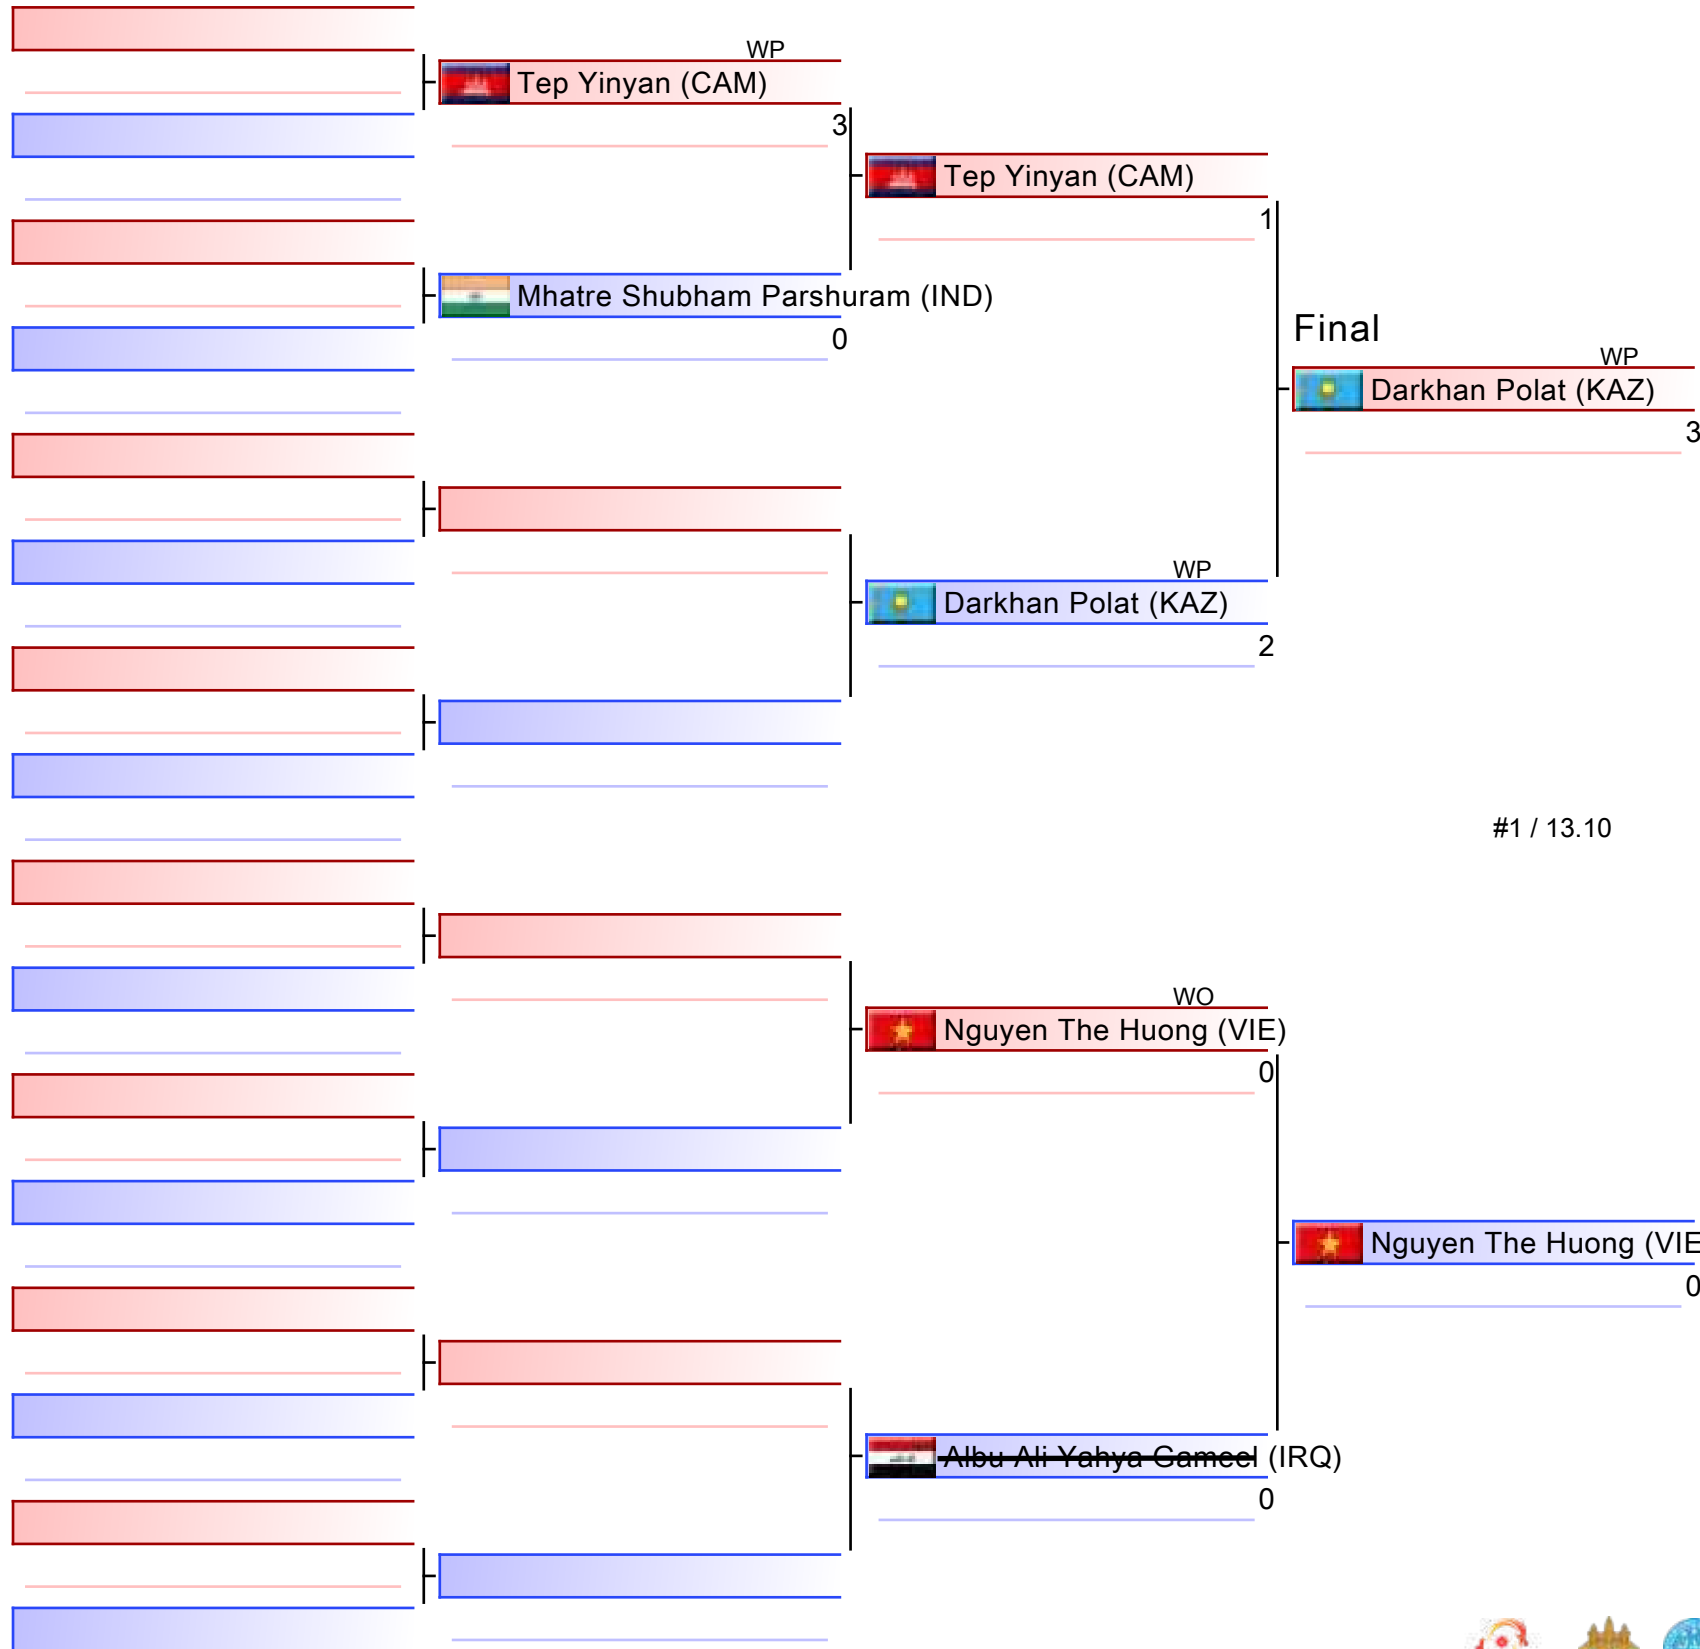 WP
Tep Yinyan (CAM)
3
Tep Yinyan (CAM)
1
Mhatre Shubham Parshuram (IND)
0
Final
WP
Darkhan Polat (KAZ)
3
WP
Darkhan Polat (KAZ)
2
#1 / 13.10
WO
Nguyen The Huong (VIE)
0
Nguyen The Huong (VIE
0
Albu Ali Yahya Gameel (IRQ)
0